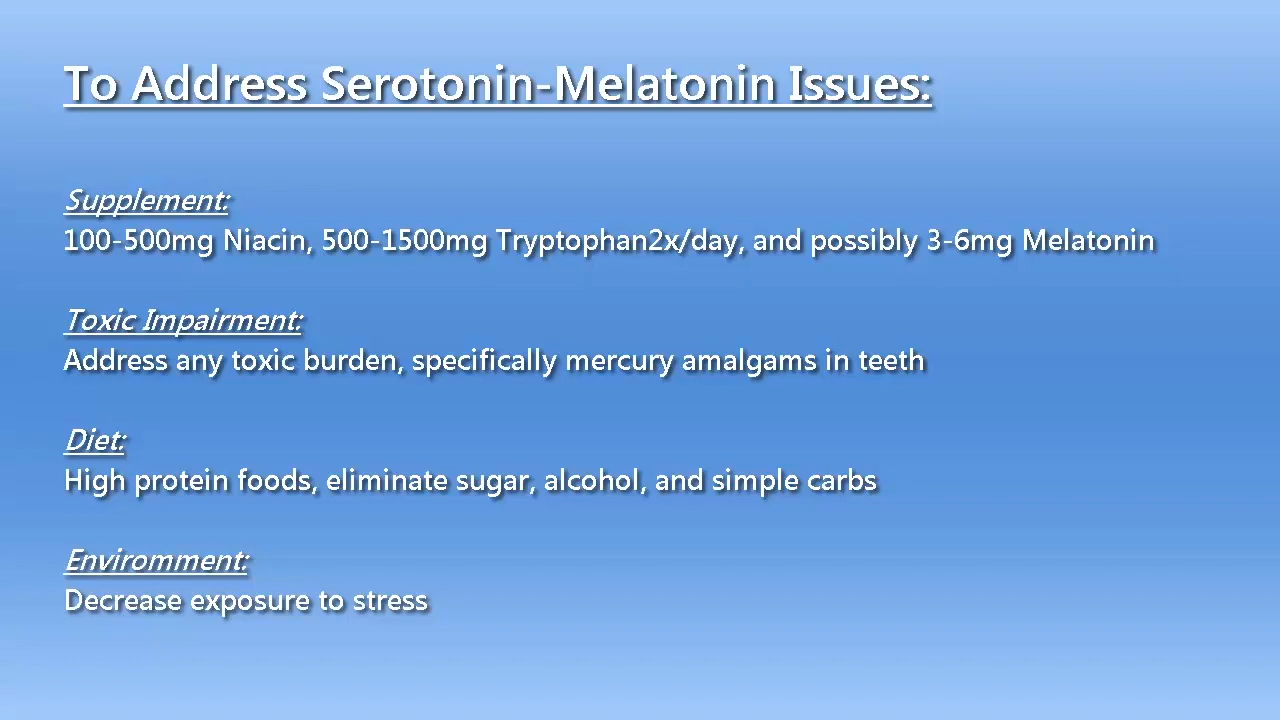 To Address Serotonin-Melatonin Issues:
Supplement:
100-500mg Niacin, 500-1500mg Tryptophan2x/day, and possibly 3-6mg Melatonin
Toxic Impairment:
Address any toxic burden, specifically mercury amalgams in teeth
Diet:
High protein foods, eliminate sugar, alcohol, and simple carbs
Enviromment:
Decrease exposure to stress